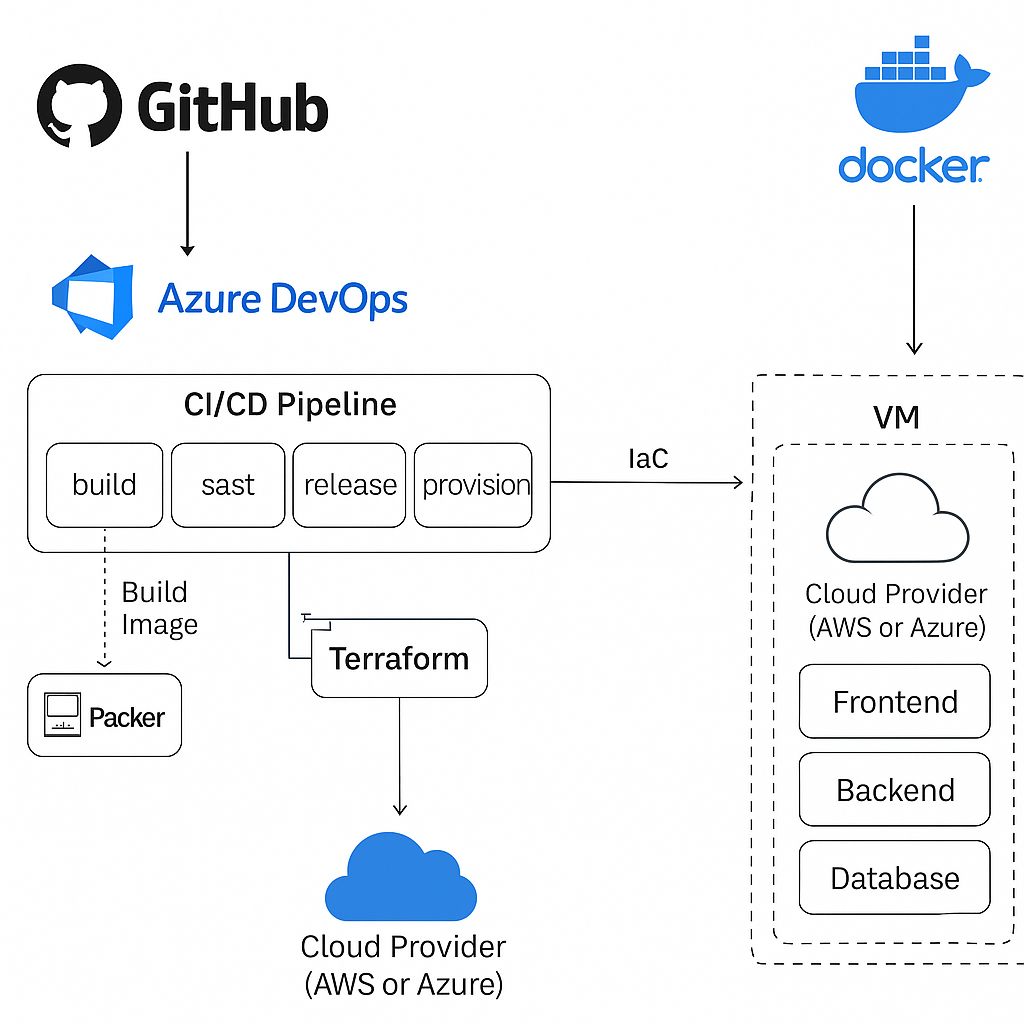 GitHub
docker
Azure DevOps
CI/CD Pipeline
build
sast
release
provision
IaC
VM
Build
Image
Terraform
Packer
Cloud Provider
(AWS or Azure)
Cloud Provider
(AWS or Azure)
Frontend
Backend
Database